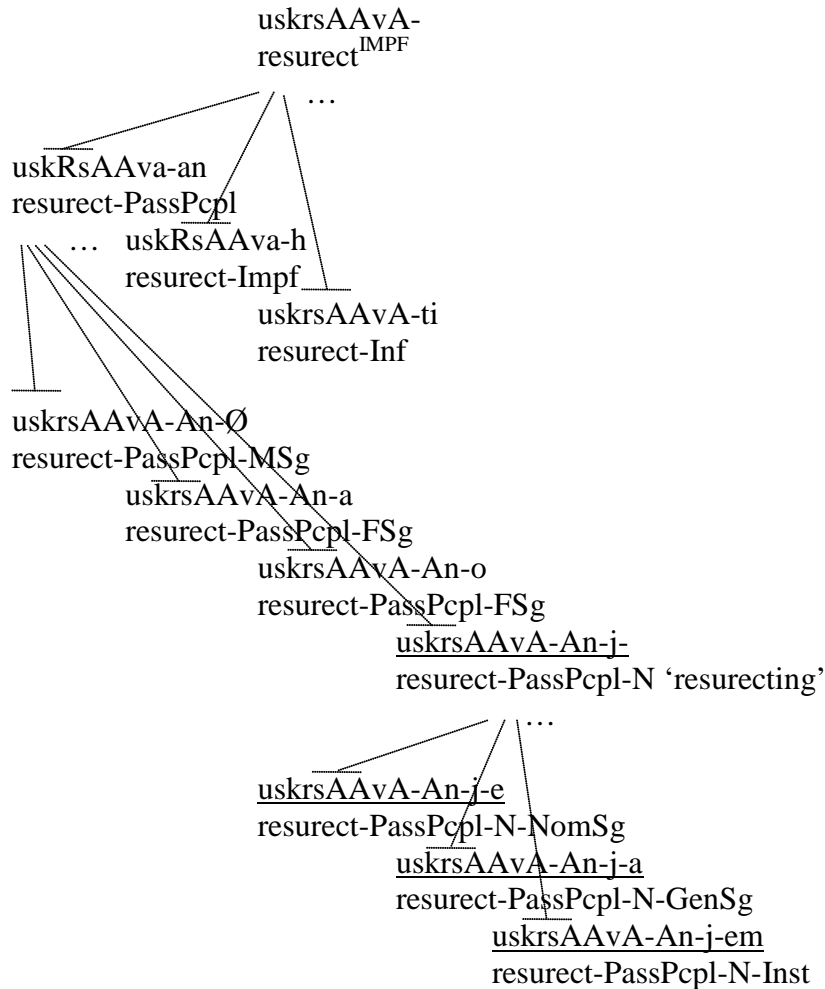 uskrsAAvA-
resurect^IMPF
…
uskRsAAva-an
resurect-PassPcpl
… uskRsAAva-h
resurect-Impf
uskrsAAvA-ti
resurect-Inf
uskrsAAvA-An-Ø
resurect-PassPcpl-MSg
uskrsAAvA-An-a
resurect-PassPcpl-FSg
uskrsAAvA-An-o
resurect-PassPcpl-FSg
uskrsAAvA-An-j-
resurect-PassPcpl-N ‘resurecting’
…
uskrsAAvA-An-j-e
resurect-PassPcpl-N-NomSg
uskrsAAvA-An-j-a
resurect-PassPcpl-N-GenSg
uskrsAAvA-An-j-em
resurect-PassPcpl-N-Inst